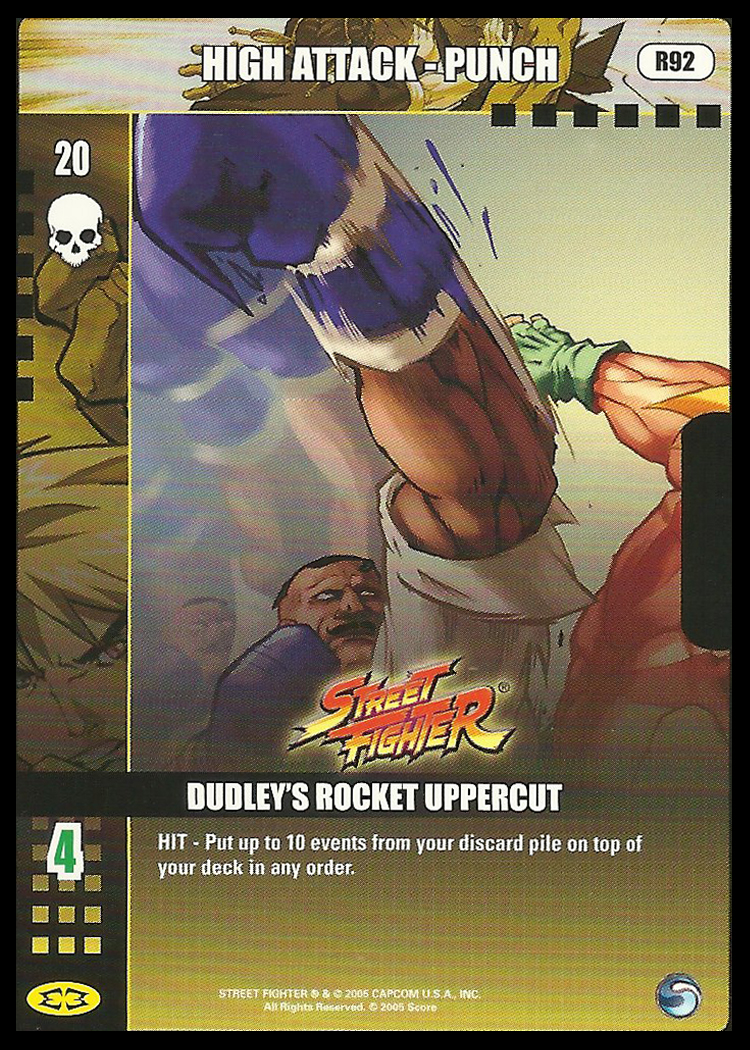 HIGH ATTACK - PUNCH
R92
20
STREET
FIGHTER®
DUDLEY'S ROCKET UPPERCUT
4
HIT - Put up to 10 events from your discard pile on top of
your deck in any order.
STREET FIGHTER ® & © 2005 CAPCOM U.S.A., INC.
All Rights Reserved. © 2005 Score